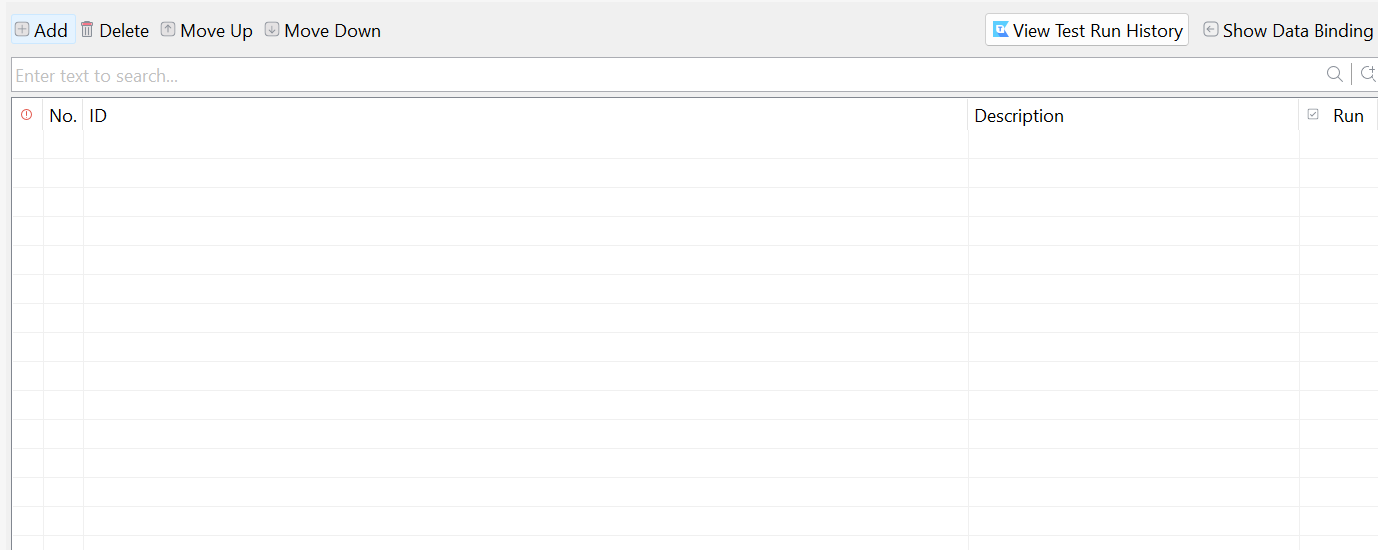 Add Delete Move Up Move Down View Test Run History Show Data Binding
Enter text to search...
No. ID Description Run